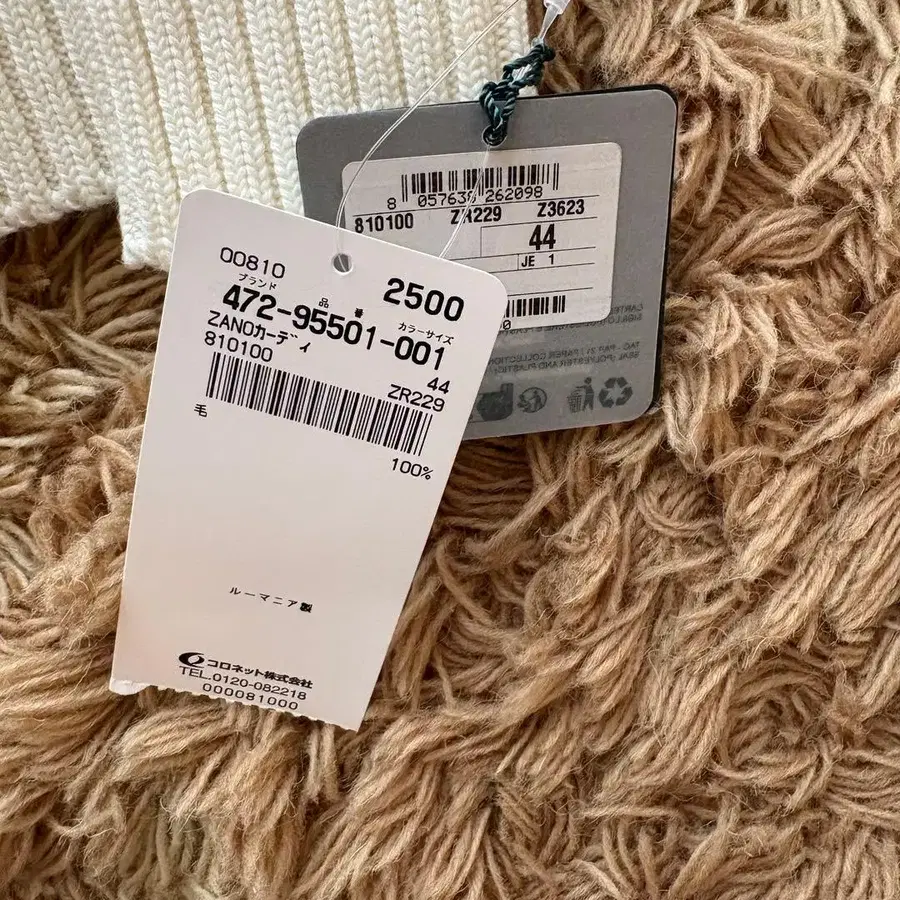 8 057638 262098
810100 ZR229 Z3623
44
JE 1
00810
2500
ブランド
品番
カラーサイズ
472-95501-001
ZANOカーディ
44
810100
ZR229
毛
100%
ルーマニア製
コロネット株式会社
TEL.0120-082218
000081000